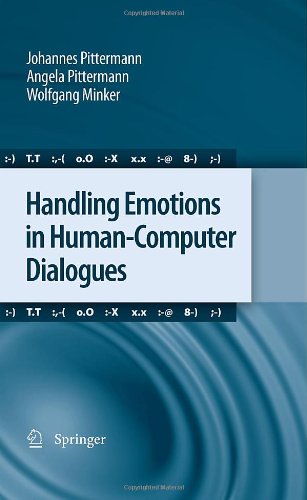 Johannes Pittermann
Angela Pittermann
Wolfgang Minker
:-) T.T :,-( o.O :-X x.x :-@ 8-) ;-)
Handling Emotions
in Human-Computer
Dialogues
:-) T.T :,-( o.O :-X x.x :-@ 8-) ;-)
Springer